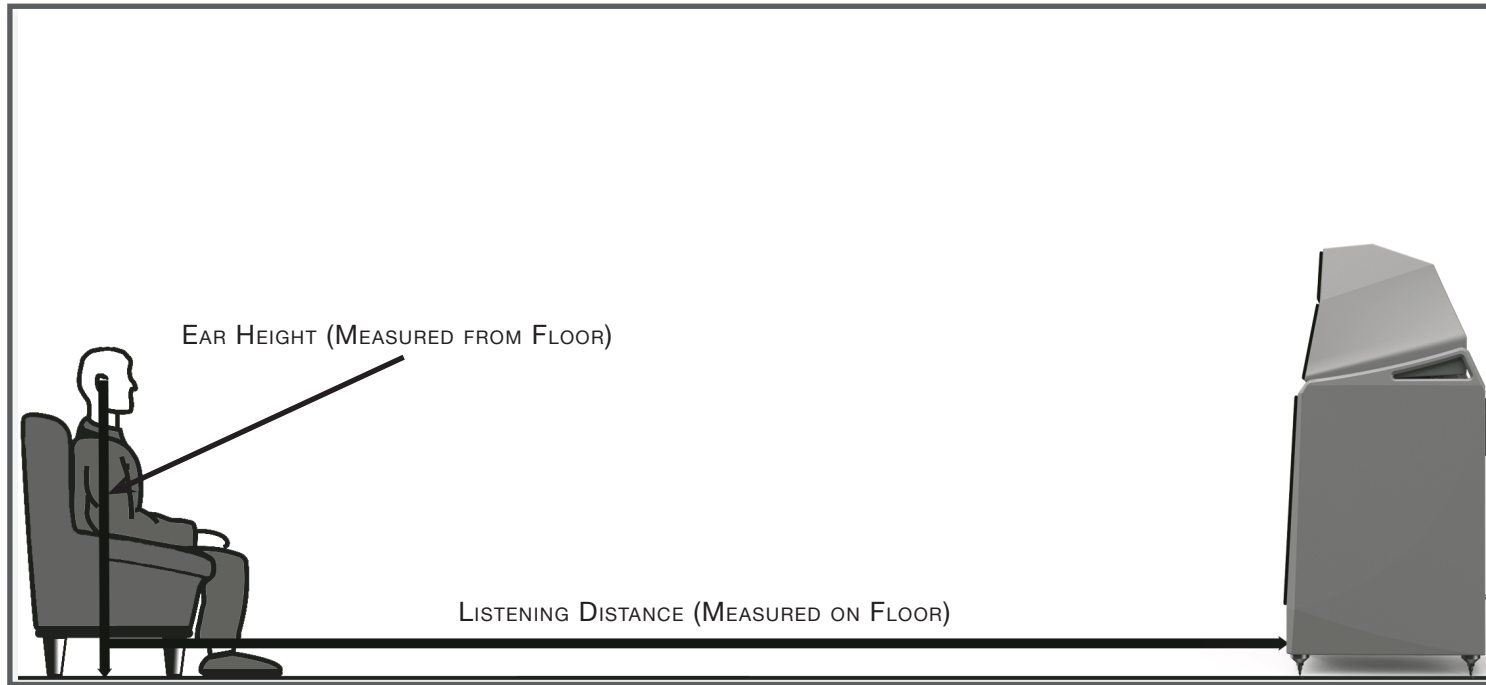 Ear Height (Measured from Floor)
Listening Distance (Measured on Floor)